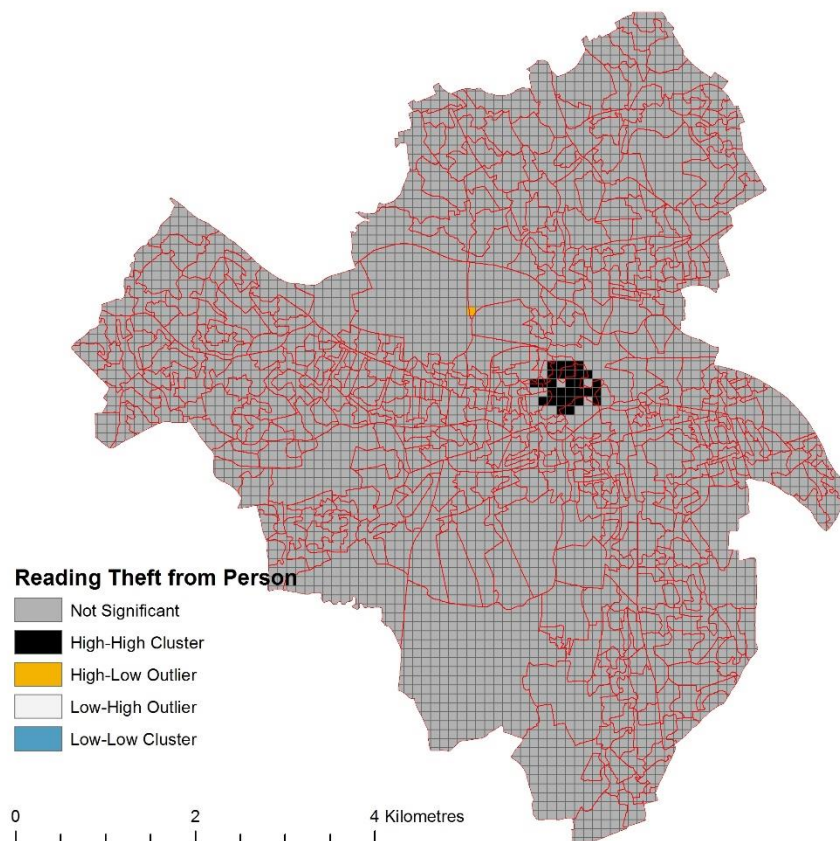 Reading Theft from Person
Not Significant
High-High Cluster
High-Low Outlier
Low-High Outlier
Low-Low Cluster
0 2 4 Kilometres